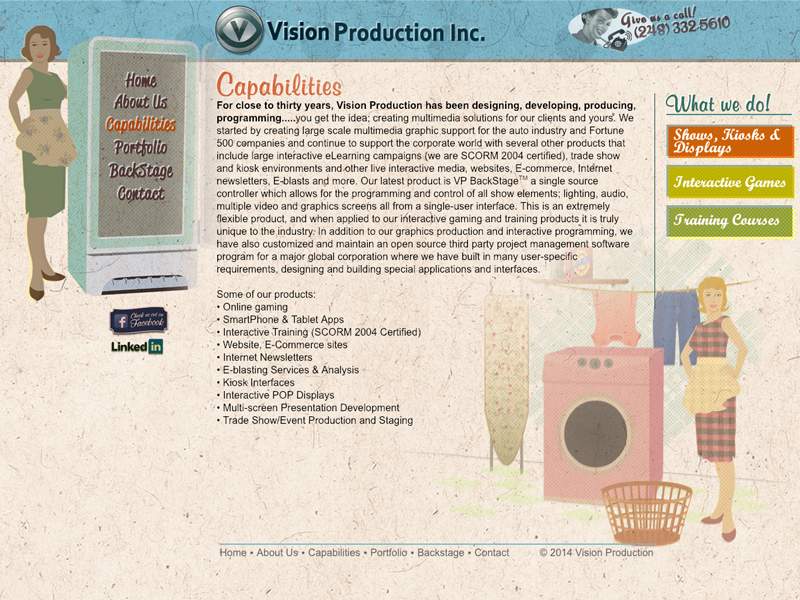 Vision Production Inc.
Give us a call!
(248) 332-5610
Home
About Us
Capabilities
Portfolio
BackStage
Contact
Check us out on
Facebook
Linked in
Capabilities
For close to thirty years, Vision Production has been designing, developing, producing,
programming.....you get the idea; creating multimedia solutions for our clients and yours. We
started by creating large scale multimedia graphic support for the auto industry and Fortune
500 companies and continue to support the corporate world with several other products that
include large interactive eLearning campaigns (we are SCORM 2004 certified), trade show
and kiosk environments and other live interactive media, websites, E-commerce, Internet
newsletters, E-blasts and more. Our latest product is VP BackStage™ a single source
controller which allows for the programming and control of all show elements; lighting, audio,
multiple video and graphics screens all from a single-user interface. This is an extremely
flexible product, and when applied to our interactive gaming and training products it is truly
unique to the industry. In addition to our graphics production and interactive programming, we
have also customized and maintain an open source third party project management software
program for a major global corporation where we have built in many user-specific
requirements, designing and building special applications and interfaces.
Some of our products:
• Online gaming
• SmartPhone & Tablet Apps
• Interactive Training (SCORM 2004 Certified)
• Website, E-Commerce sites
• Internet Newsletters
• E-blasting Services & Analysis
• Kiosk Interfaces
• Interactive POP Displays
• Multi-screen Presentation Development
• Trade Show/Event Production and Staging
What we do!
Shows, Kiosks &
Displays
Interactive Games
Training Courses
Home • About Us • Capabilities • Portfolio • Backstage • Contact © 2014 Vision Production